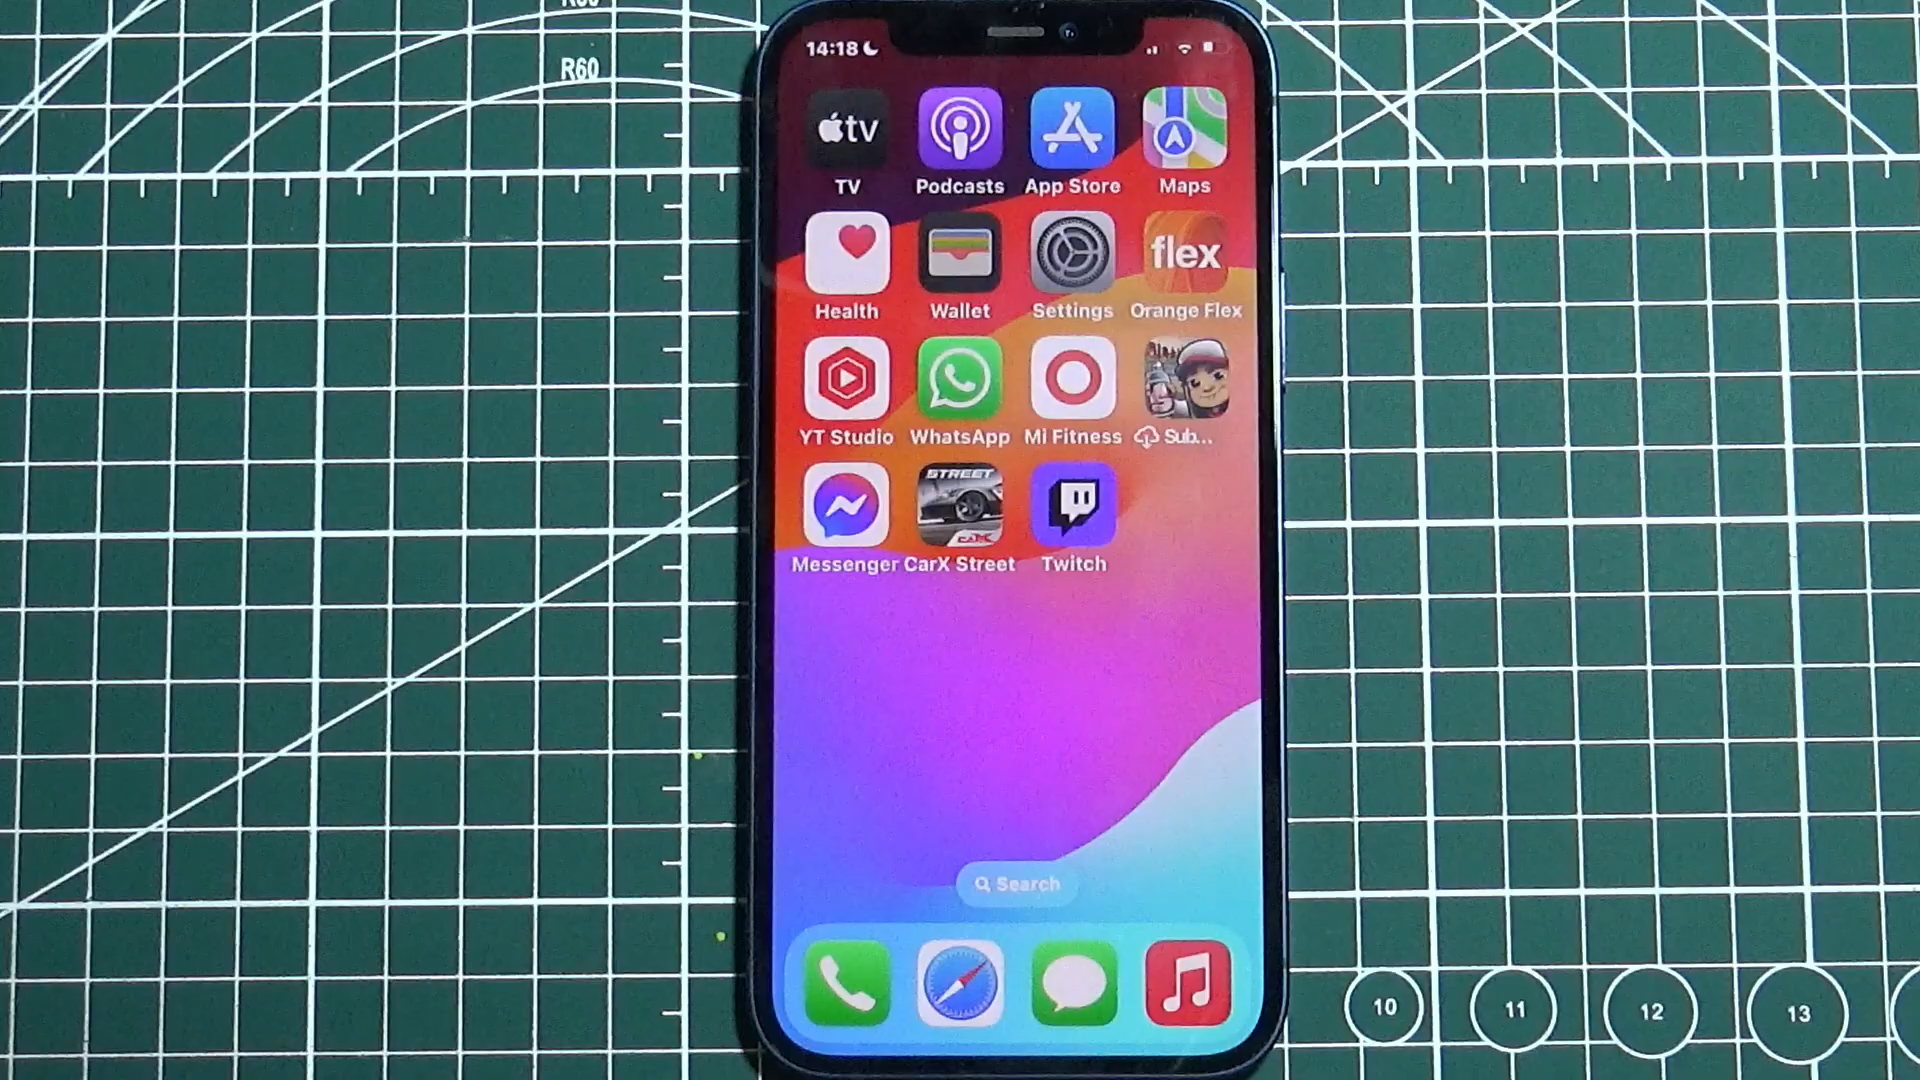 R60
14:18
tv
TV Podcasts App Store Maps
flex
Health Wallet Settings Orange Flex
YT Studio WhatsApp Mi Fitness Sub...
STREET
CARX
Messenger CarX Street Twitch
Search
10 11 12 13